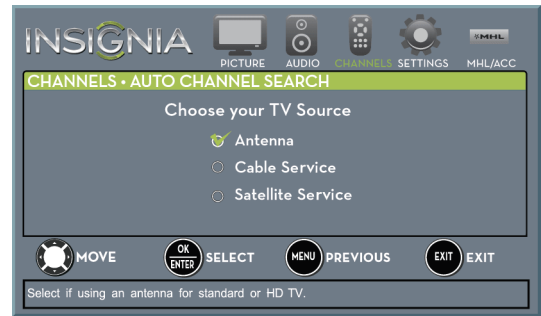 INSIGNIA
PICTURE AUDIO CHANNELS SETTINGS MHL MHL/ACC
CHANNELS • AUTO CHANNEL SEARCH
Choose your TV Source
Antenna
Cable Service
Satellite Service
MOVE OK ENTER SELECT MENU PREVIOUS EXIT EXIT
Select if using an antenna for standard or HD TV.